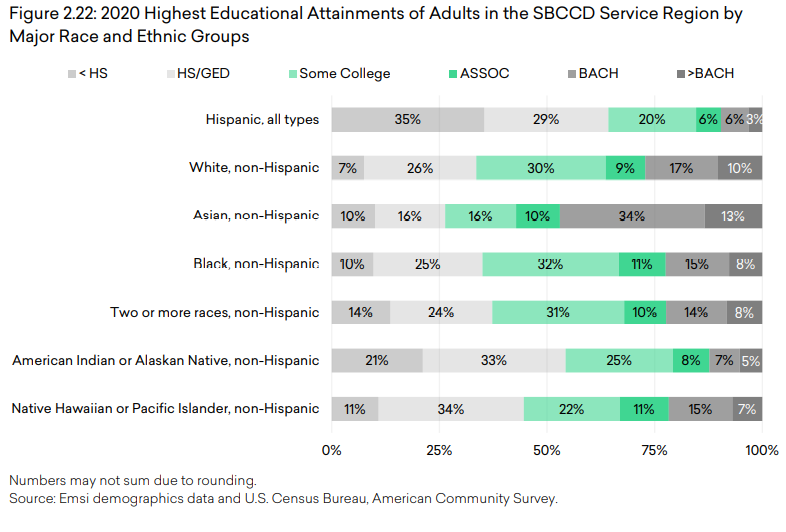 Figure 2.22: 2020 Highest Educational Attainments of Adults in the SBCCD Service Region by
Major Race and Ethnic Groups
< HS HS/GED Some College ASSOC BACH >BACH
Hispanic, all types 35% 29% 20% 6% 6% 3%
White, non-Hispanic 7% 26% 30% 9% 17% 10%
Asian, non-Hispanic 10% 16% 16% 10% 34% 13%
Black, non-Hispanic 10% 25% 32% 11% 15% 8%
Two or more races, non-Hispanic 14% 24% 31% 10% 14% 8%
American Indian or Alaskan Native, non-Hispanic 21% 33% 25% 8% 7% 5%
Native Hawaiian or Pacific Islander, non-Hispanic 11% 34% 22% 11% 15% 7%
0% 25% 50% 75% 100%
Numbers may not sum due to rounding.
Source: Emsi demographics data and U.S. Census Bureau, American Community Survey.